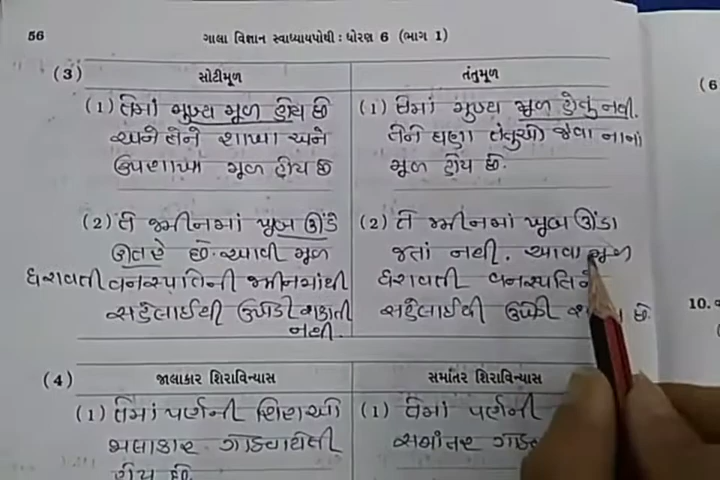 56
ગાલા વિજ્ઞાન સ્વાધ્યાયપોથી : ધોરણ 6 (ભાગ 1)
(6
(3)
સોટીમૂળ
(1) તેમાં મુખ્ય મૂળ હોય છે
અને તેને શાખા અને
ઉપશાખા મૂળ હોય છે
(2) તે જમીનમાં ખૂબ ઊંડે
ઊતરે છે. આવી મૂળ
ધરાવતી વનસ્પતિની જમીનમાંથી
સહેલાઈથી ઉખેડી શકાતી
નથી.
તંતુમૂળ
(1) તેમાં મુખ્ય મૂળ હોતું નથી.
તેને ઘણા તંતુઓ જેવા નાનાં
મૂળ હોય છે.
(2) તે જમીનમાં ખૂબ ઊંડા
જતાં નથી. આવા મૂળ
ધરાવતી વનસ્પતિને
સહેલાઈથી ઉખેડી છે.
10.
(4)
જાલાકાર શિરાવિન્યાસ
(1) તેમાં પર્ણની શિરાઓ
જાલાકાર ગોઠવાયેલી
હોય છે.
સમાંતર શિરાવિન્યાસ
(1) તેમાં પર્ણની
સમાંતર